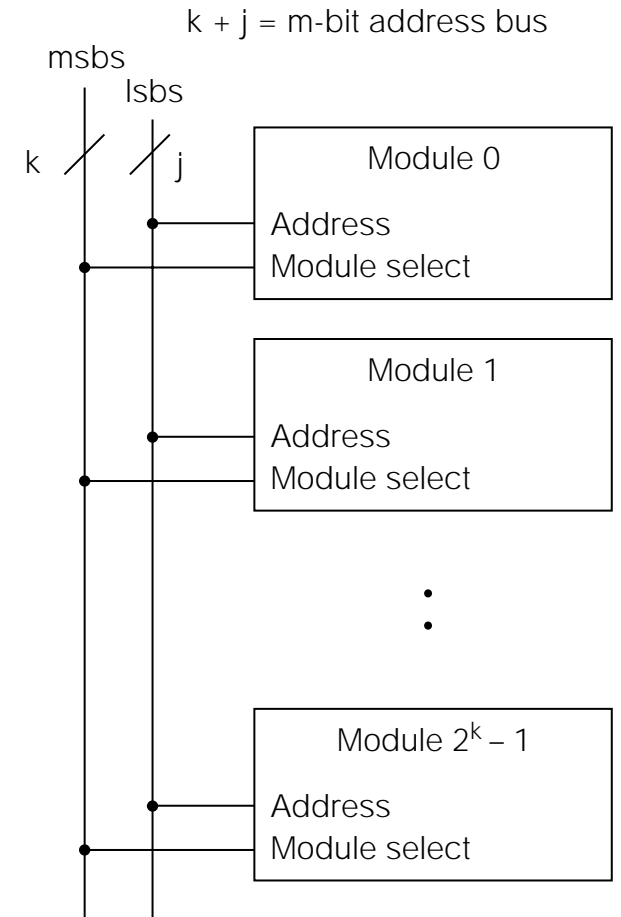 k + j = m-bit address bus
msbs
lsbs
k
j
Module 0
Address
Module select
Module 1
Address
Module select
Module 2^k – 1
Address
Module select